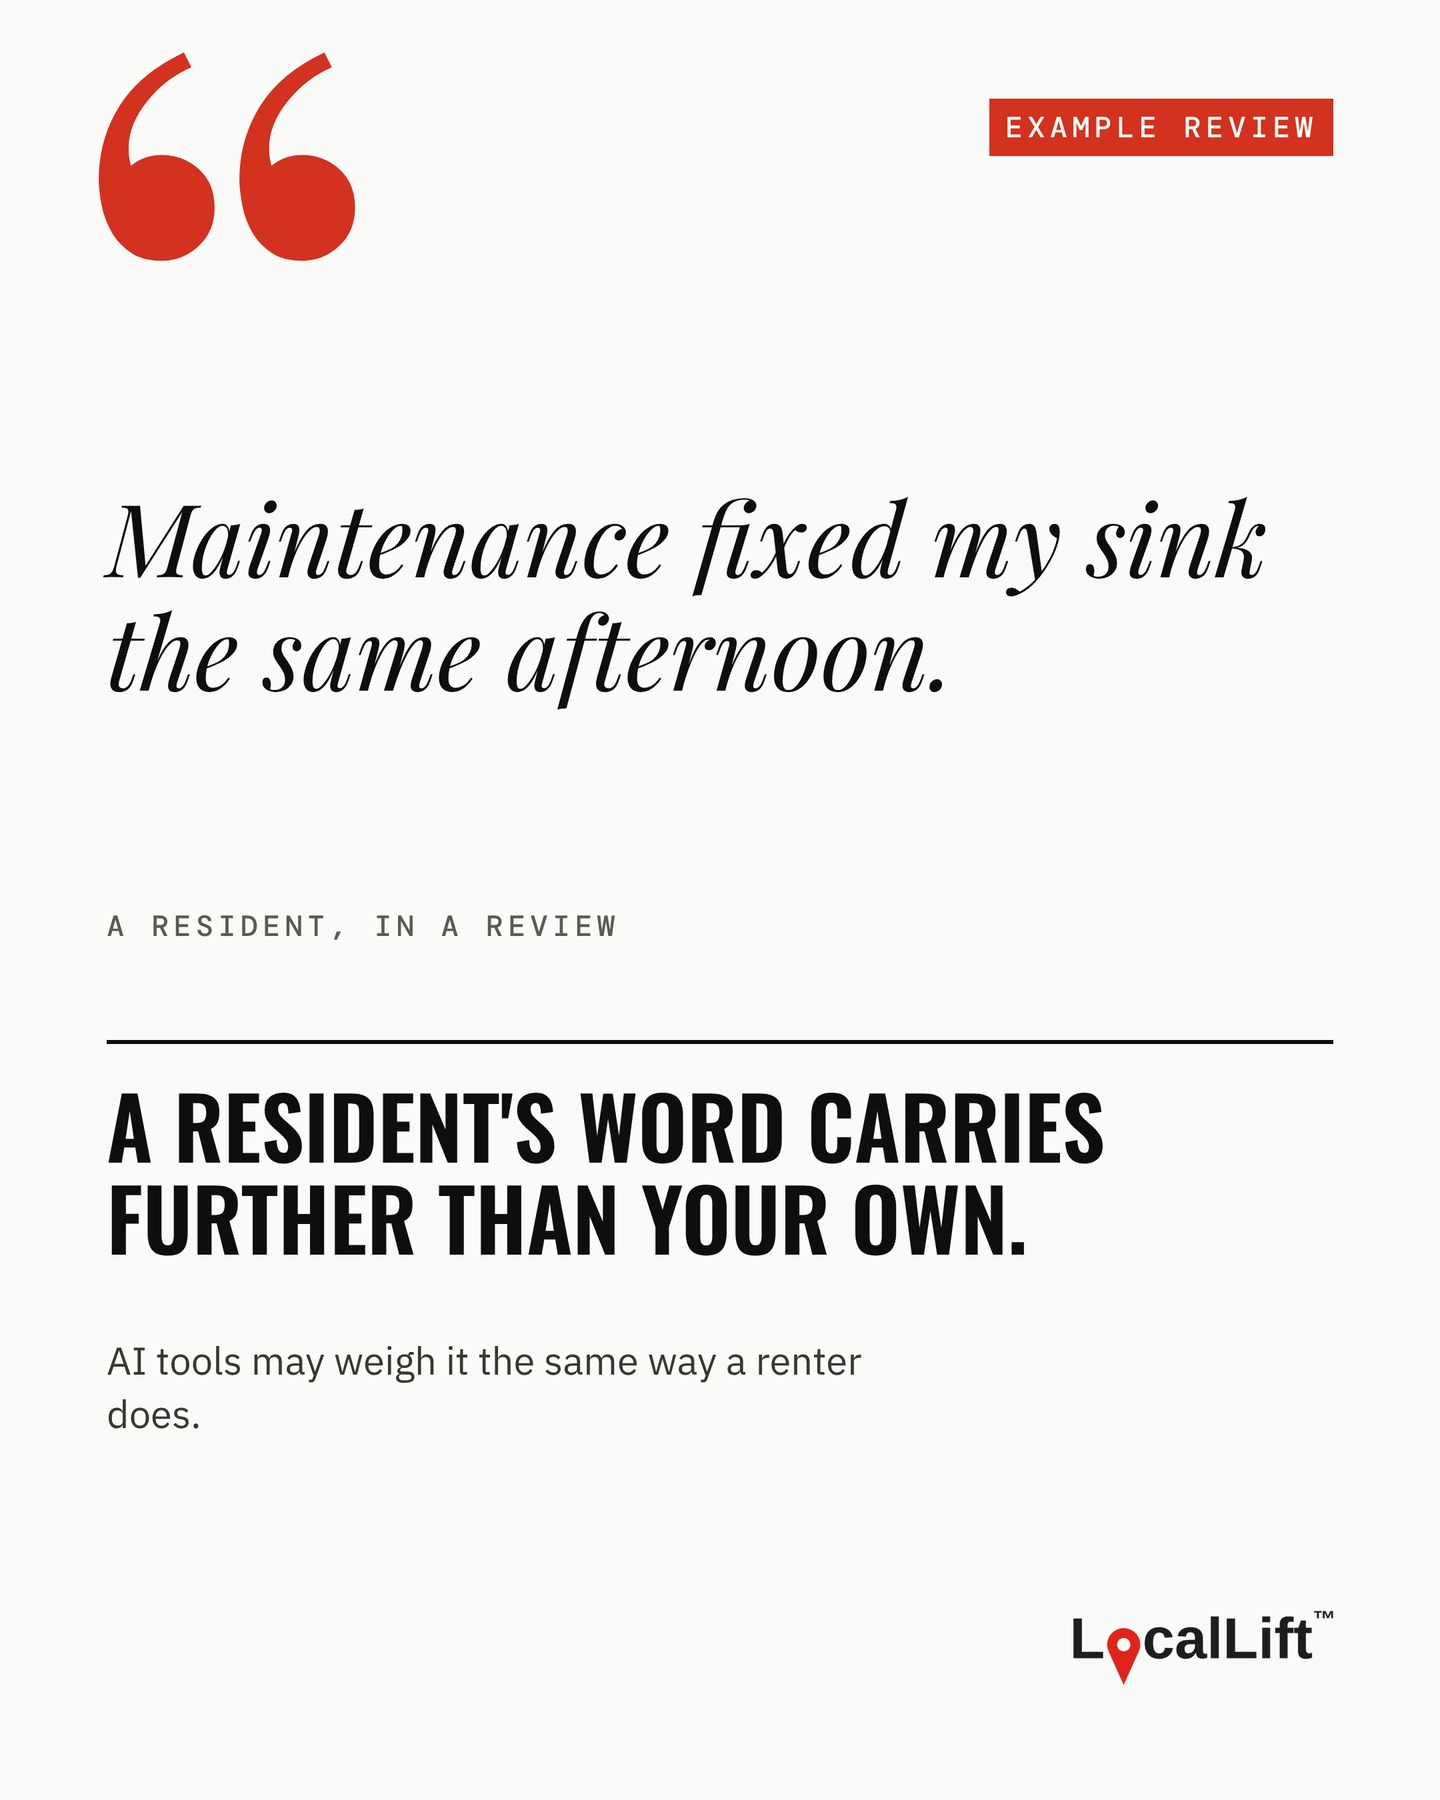 “
EXAMPLE REVIEW
Maintenance fixed my sink
the same afternoon.
A RESIDENT, IN A REVIEW
A RESIDENT'S WORD CARRIES
FURTHER THAN YOUR OWN.
AI tools may weigh it the same way a renter
does.
LocalLift™